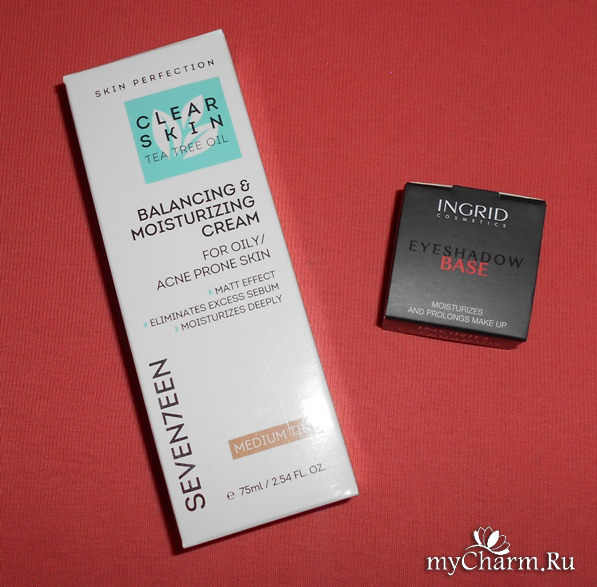 SKIN PERFECTION
CLEAR
SKIN
TEA TREE OIL
BALANCING &
MOISTURIZING
CREAM
FOR OILY/
ACNE PRONE SKIN
MATT EFFECT
ELIMINATES EXCESS SEBUM
MOISTURIZES DEEPLY
SEVEN7EEN
MEDIUM
℮ 75ml / 2.54 FL. OZ.
INGRID
COSMETICS
EYESHADOW
BASE
MOISTURIZES
AND PROLONGS MAKE UP
myCharm.Ru